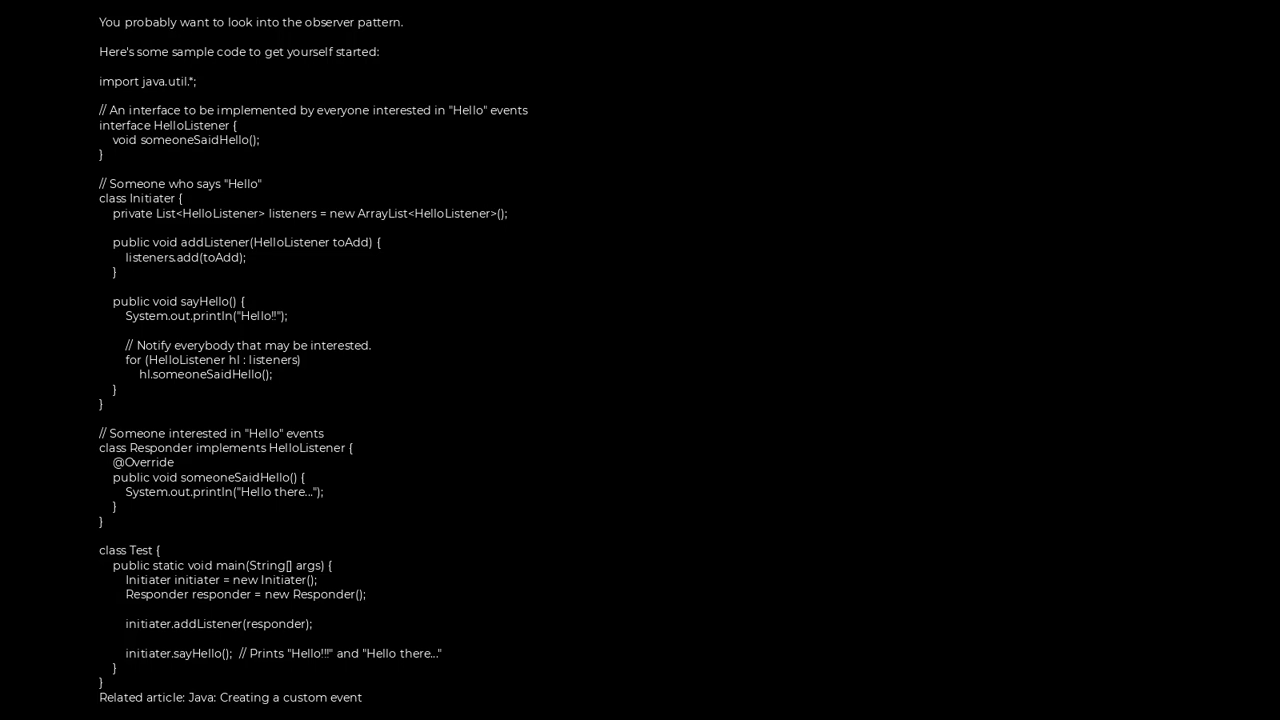 You probably want to look into the observer pattern.
Here's some sample code to get yourself started:
import java.util.*;
// An interface to be implemented by everyone interested in "Hello" events
interface HelloListener {
    void someoneSaidHello();
}
// Someone who says "Hello"
class Initiater {
    private List<HelloListener> listeners = new ArrayList<HelloListener>();
    public void addListener(HelloListener toAdd) {
        listeners.add(toAdd);
    }
    public void sayHello() {
        System.out.println("Hello!!");
        // Notify everybody that may be interested.
        for (HelloListener hl : listeners)
            hl.someoneSaidHello();
    }
}
// Someone interested in "Hello" events
class Responder implements HelloListener {
    @Override
    public void someoneSaidHello() {
        System.out.println("Hello there...");
    }
}
class Test {
    public static void main(String[] args) {
        Initiater initiater = new Initiater();
        Responder responder = new Responder();
        initiater.addListener(responder);
        initiater.sayHello();  // Prints "Hello!!!" and "Hello there..."
    }
}
Related article: Java: Creating a custom event